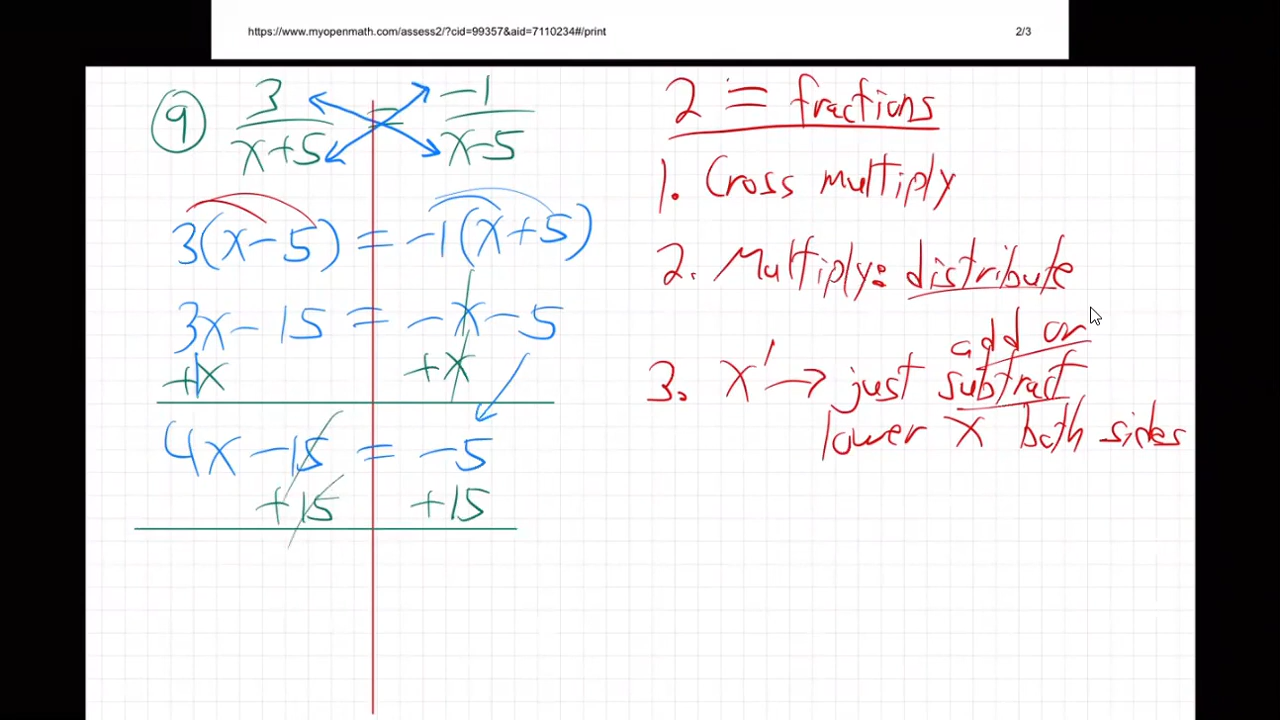 https://www.myopenmath.com/assess2/?cid=99357&aid=7110234#/print 2/3
9 3/(x+5) = -1/(x-5)
3(x-5) = -1(x+5)
3x-15 = -x-5
+x +x
4x-15 = -5
+15 +15
2 = fractions
1. Cross multiply
2. Multiply: distribute
3. x' → just add or subtract
lower x both sides